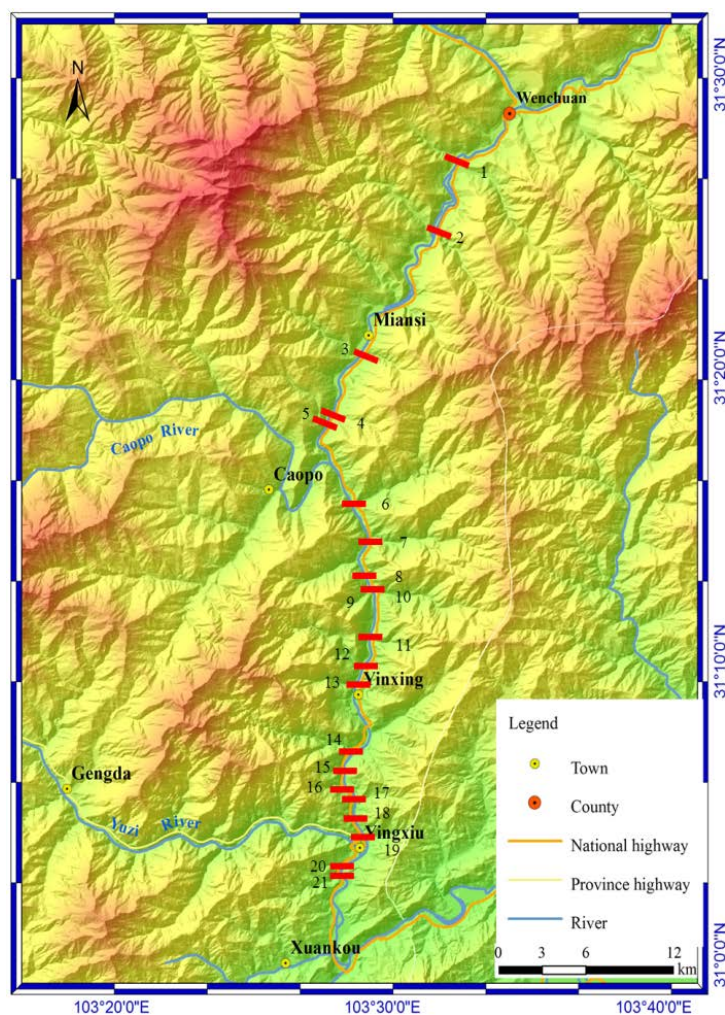 N
Wenchuan
31°30'0"N
1
2
Miansi
3
31°20'0"N
5
4
Caopo River
Caopo
6
7
8
9
10
11
12
31°10'0"N
13
Yinxing
14
15
Gengda
16
17
18
Yuzi River
Yingxiu
19
20
21
Xuankou
31°0'0"N
Legend
Town
County
National highway
Province highway
River
0 3 6 12
km
103°20'0"E
103°30'0"E
103°40'0"E